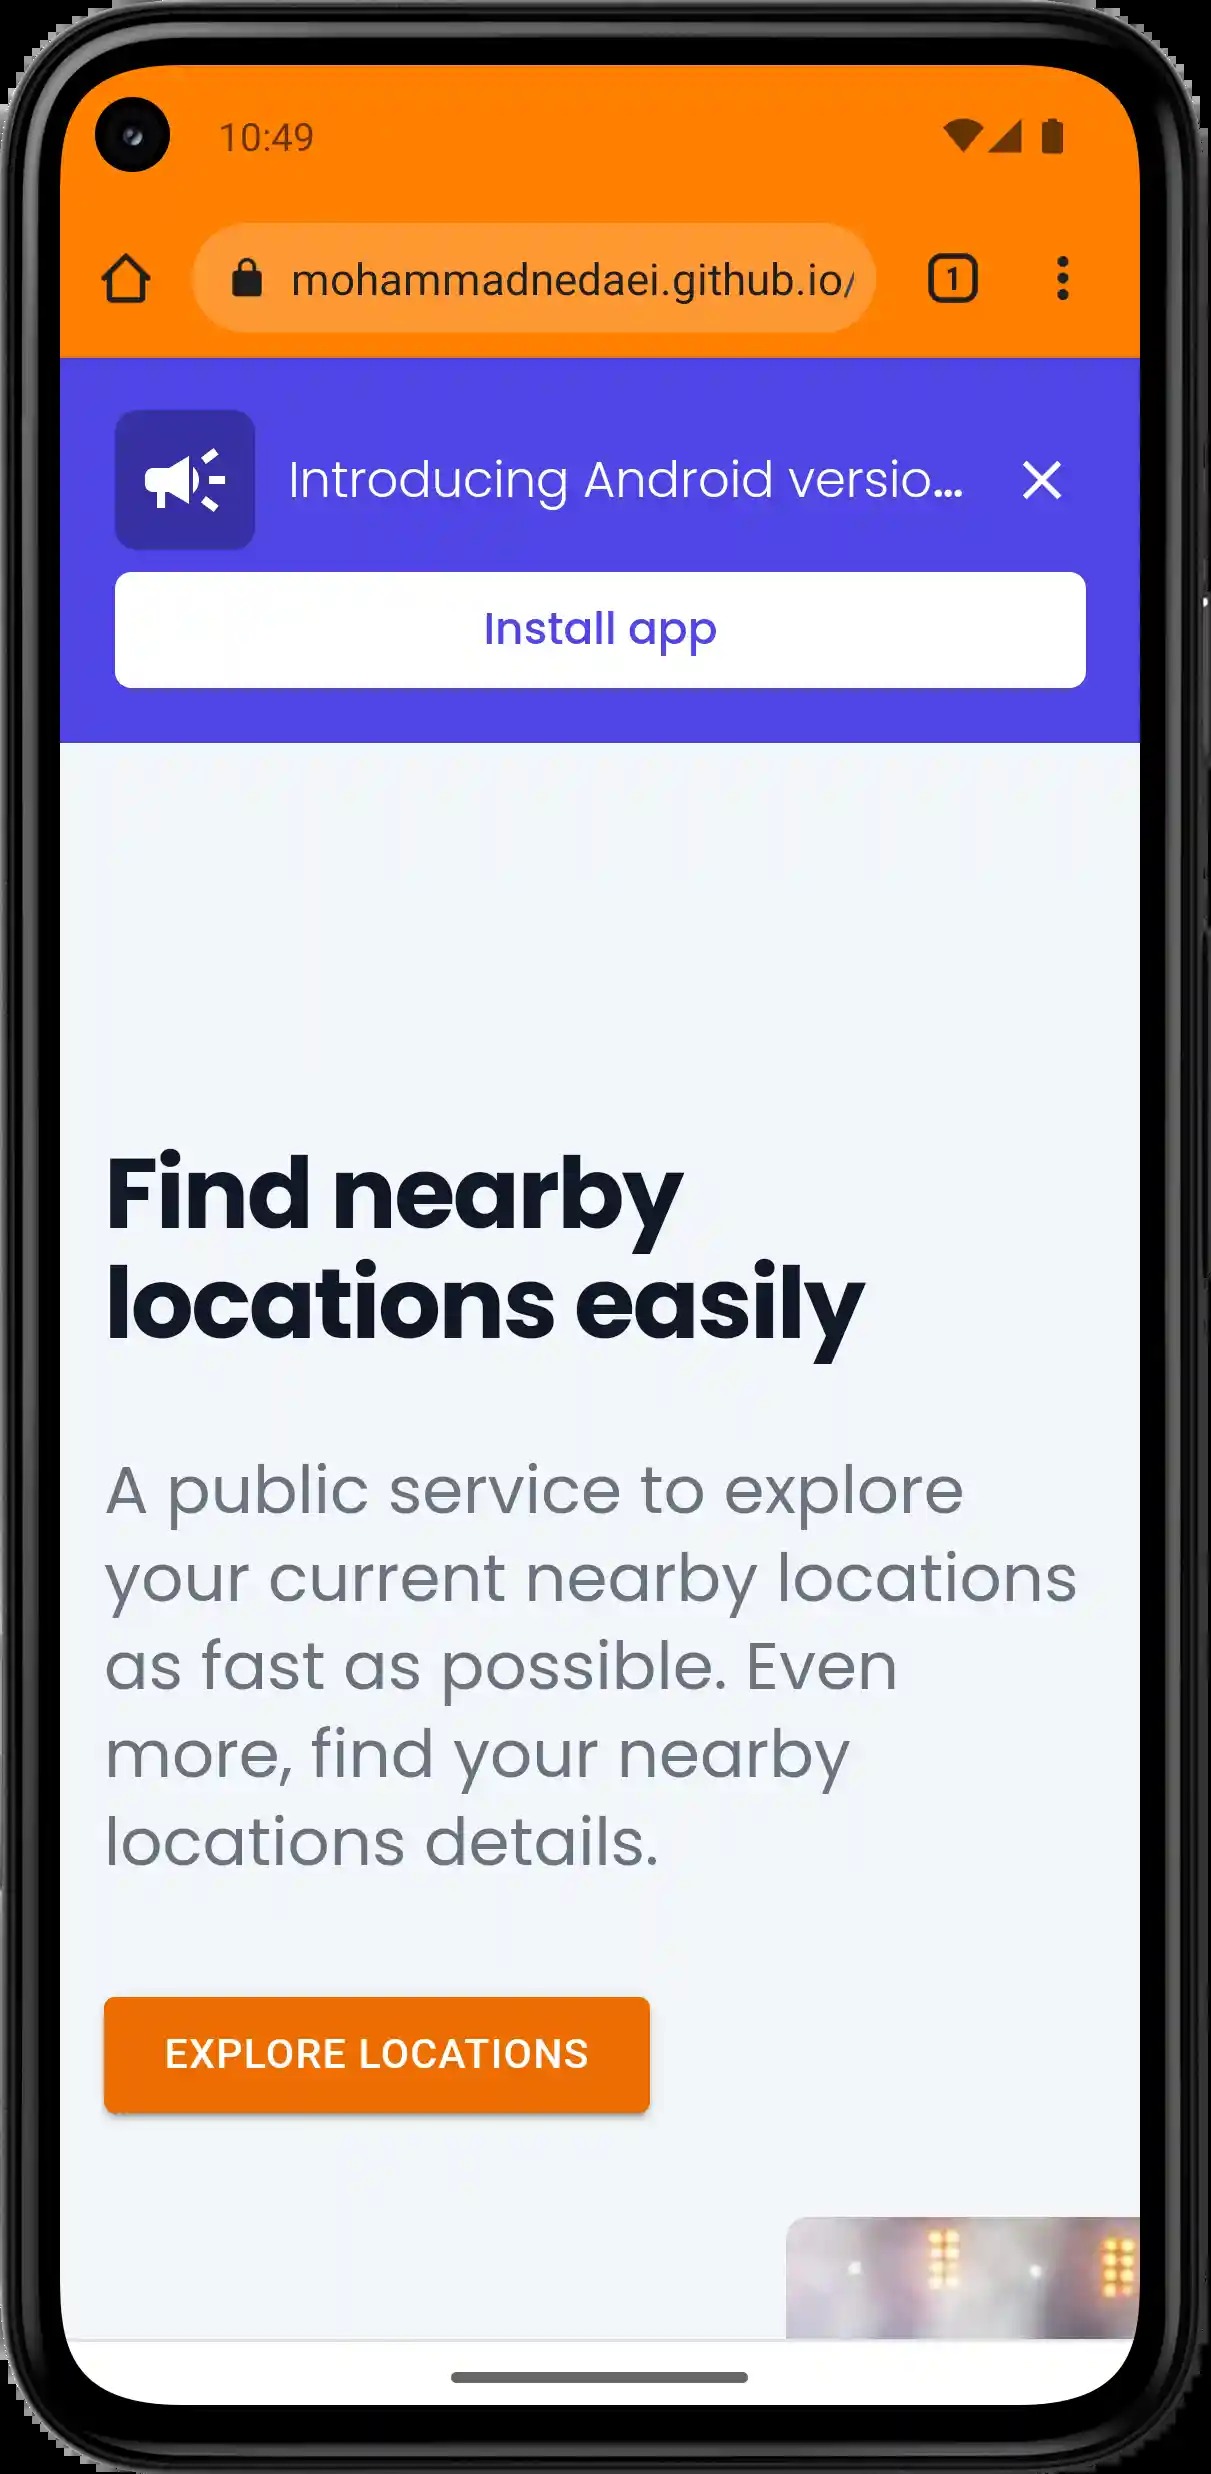 10:49
mohammadnedaei.github.io/
1
Introducing Android versio...
Install app
Find nearby
locations easily
A public service to explore
your current nearby locations
as fast as possible. Even
more, find your nearby
locations details.
EXPLORE LOCATIONS